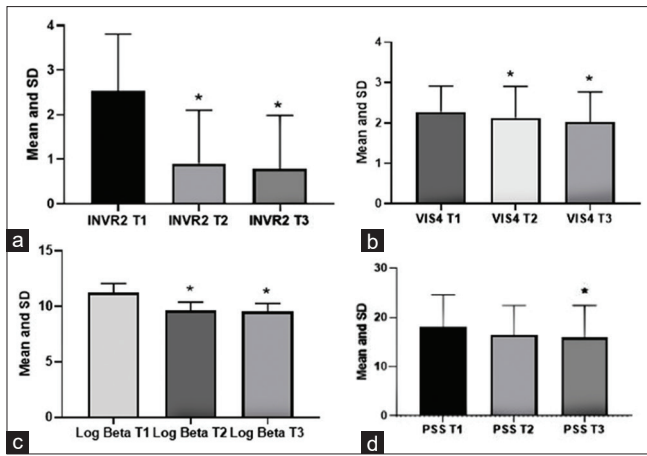 4
3
2
1
0
Mean and SD
*
*
INVR2 T1 INVR2 T2 INVR2 T3
a
4
3
2
1
0
Mean and SD
*
*
VIS4 T1 VIS4 T2 VIS4 T3
b
15
10
5
0
Mean and SD
*
*
Log Beta T1 Log Beta T2 Log Beta T3
c
30
20
10
0
Mean and SD
*
PSS T1 PSS T2 PSS T3
d